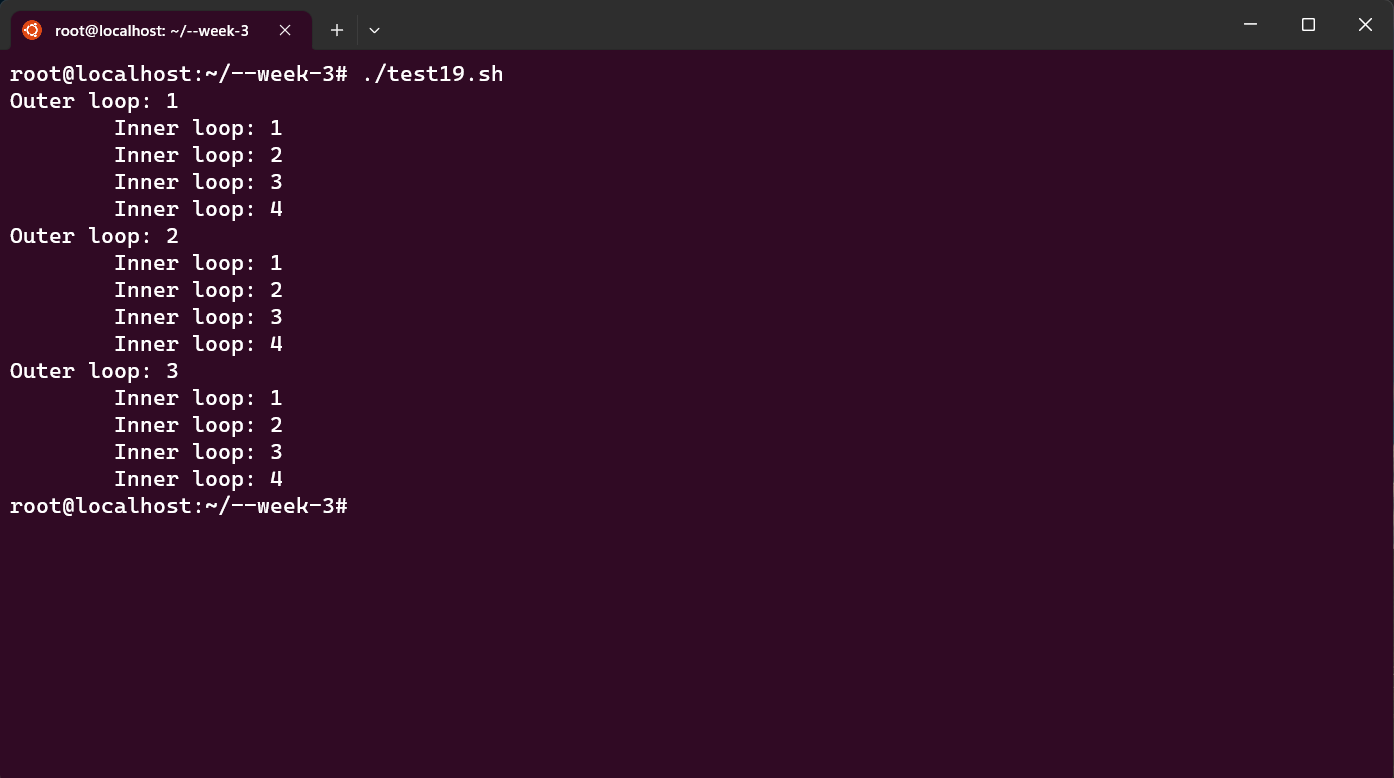 root@localhost: ~/--week-3
root@localhost:~/--week-3# ./test19.sh
Outer loop: 1
        Inner loop: 1
        Inner loop: 2
        Inner loop: 3
        Inner loop: 4
Outer loop: 2
        Inner loop: 1
        Inner loop: 2
        Inner loop: 3
        Inner loop: 4
Outer loop: 3
        Inner loop: 1
        Inner loop: 2
        Inner loop: 3
        Inner loop: 4
root@localhost:~/--week-3#